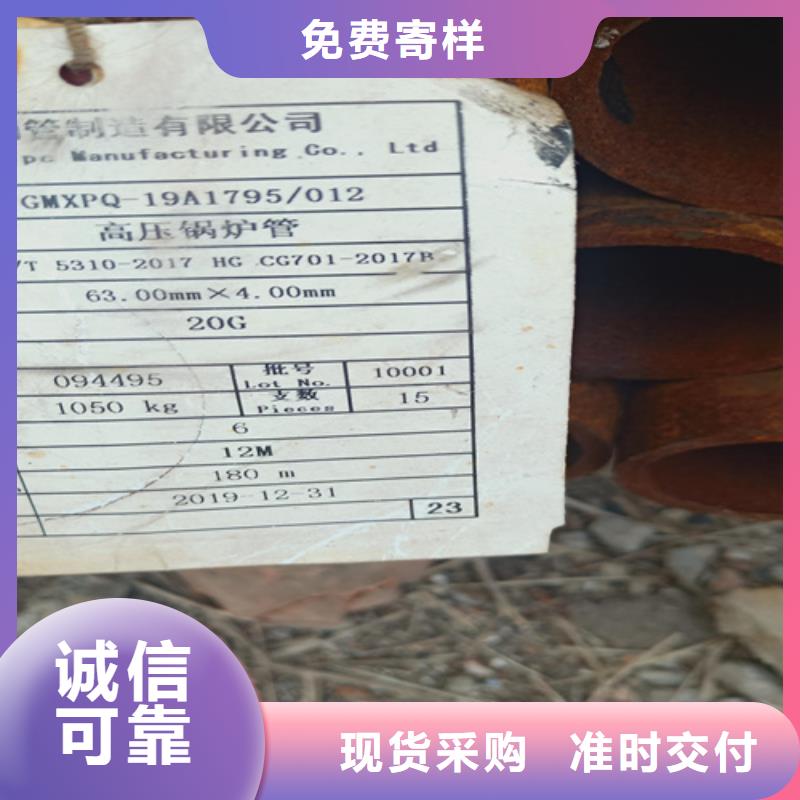 免费寄样
管制造有限公司
Manufacturing Co., Ltd
GMXPQ-19A1795/012
高压锅炉管
/T 5310-2017 HG CG701-2017B
63.00mm×4.00mm
20G
094495 批号 Lot No. 10001
1050 kg 支数 Pieces 15
6
12M
180 m
2019-12-31
23
诚信
可靠
现货采购 准时交付